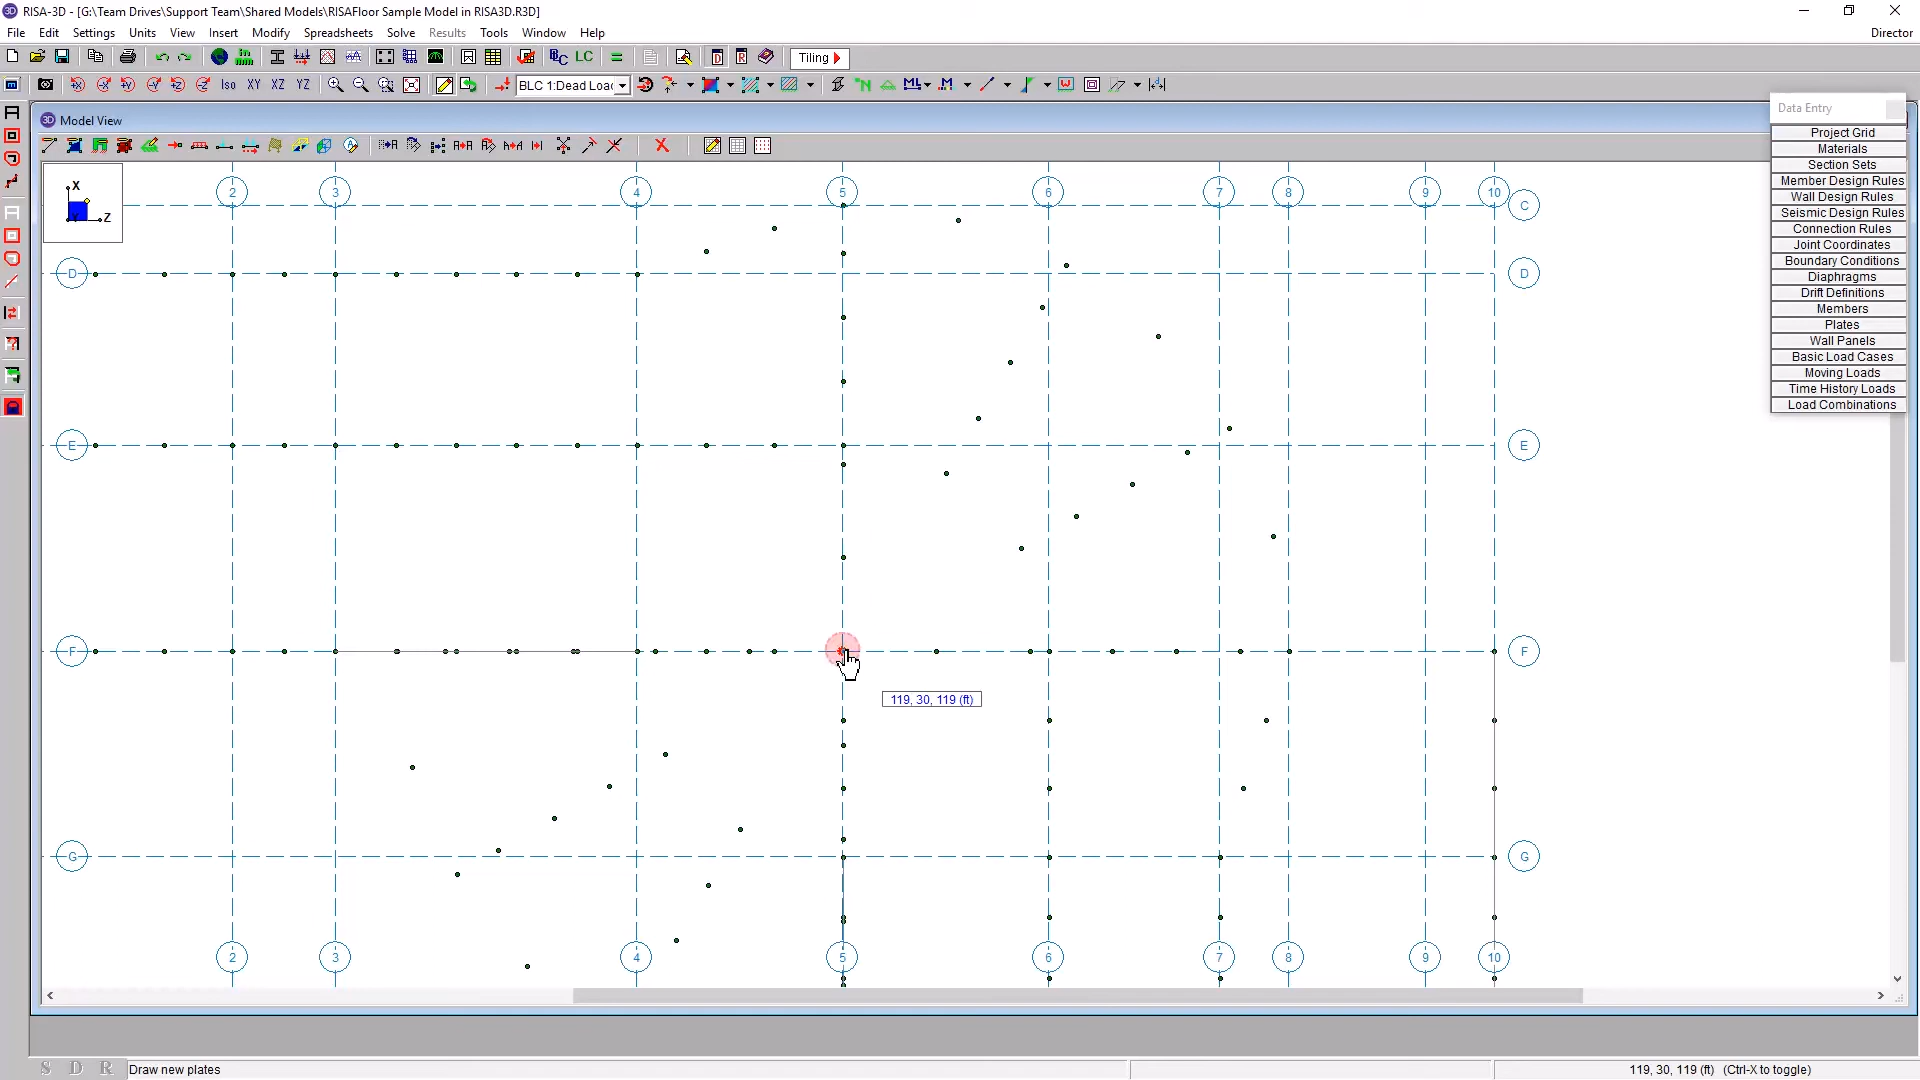 RISA-3D - [G:\Team Drives\Support Team\Shared Models\RISAFloor Sample Model in RISA3D.R3D]
File Edit Settings Units View Insert Modify Spreadsheets Solve Results Tools Window Help
Director
BC LC D R Tiling
X X Y Y Z Z Iso XY XZ YZ BLC 1:Dead Loac N ML M
Model View
Data Entry
Project Grid
Materials
Section Sets
Member Design Rules
Wall Design Rules
Seismic Design Rules
Connection Rules
Joint Coordinates
Boundary Conditions
Diaphragms
Drift Definitions
Members
Plates
Wall Panels
Basic Load Cases
Moving Loads
Time History Loads
Load Combinations
X
Y Z
2 3 4 5 6 7 8 9 10
C
D D
E E
F F
119, 30, 119 (ft)
G G
2 3 4 5 6 7 8 9 10
S D R Draw new plates
119, 30, 119 (ft) (Ctrl-X to toggle)